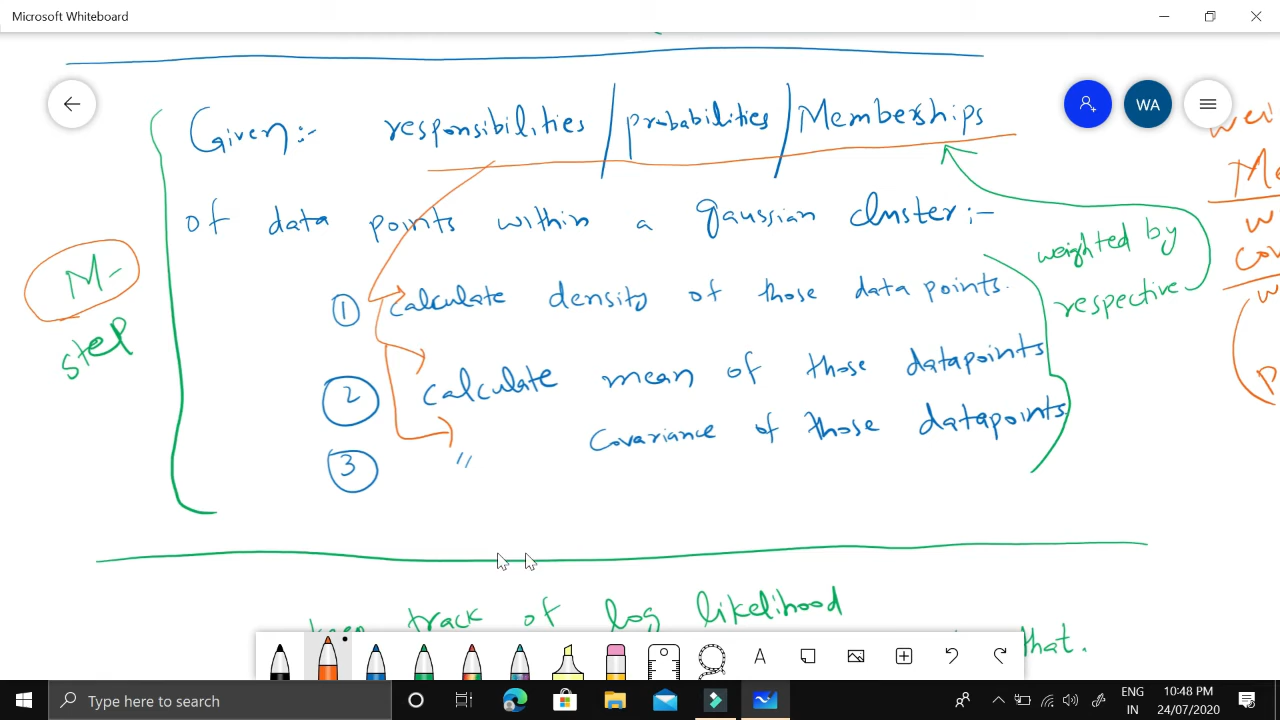 Microsoft Whiteboard
WA
Given:- responsibilities / probabilities / Memberships
of data points within a gaussian cluster:-
weighted by
respective
M-
step
① Calculate density of those data points.
② Calculate mean of those datapoints
③ " Covariance of those datapoints
track of log likelihood
that.
A
Type here to search
ENG
IN
10:48 PM
24/07/2020